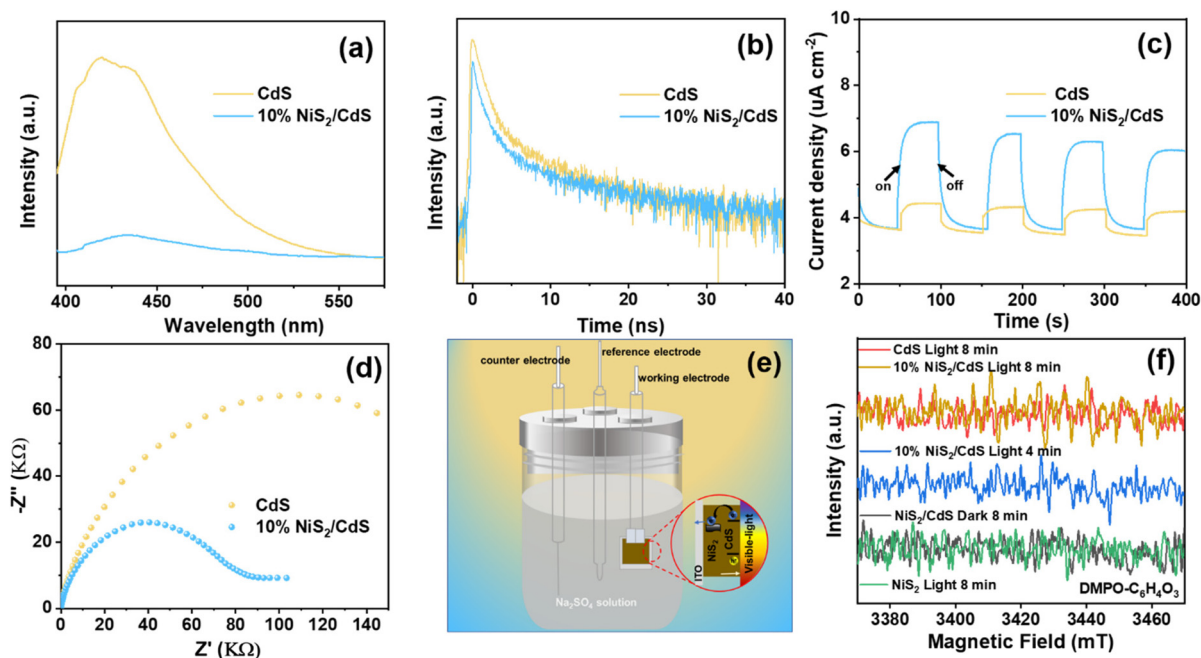 (a)
CdS
10% NiS₂/CdS
Intensity (a.u.)
400 450 500 550
Wavelength (nm)
(b)
CdS
10% NiS₂/CdS
Intensity (a.u.)
0 10 20 30 40
Time (ns)
(c)
CdS
10% NiS₂/CdS
on
off
Current density (uA cm⁻²)
10
8
6
4
2
0 100 200 300 400
Time (s)
(d)
CdS
10% NiS₂/CdS
-Z'' (KΩ)
80
60
40
20
0
0 20 40 60 80 100 120 140
Z' (KΩ)
(e)
counter electrode
reference electrode
working electrode
ITO
NiS₂
CdS
Visible-light
Na₂SO₄ solution
(f)
CdS Light 8 min
10% NiS₂/CdS Light 8 min
10% NiS₂/CdS Light 4 min
NiS₂/CdS Dark 8 min
NiS₂ Light 8 min
DMPO-C₆H₄O₃
Intensity (a.u.)
3380 3400 3420 3440 3460
Magnetic Field (mT)